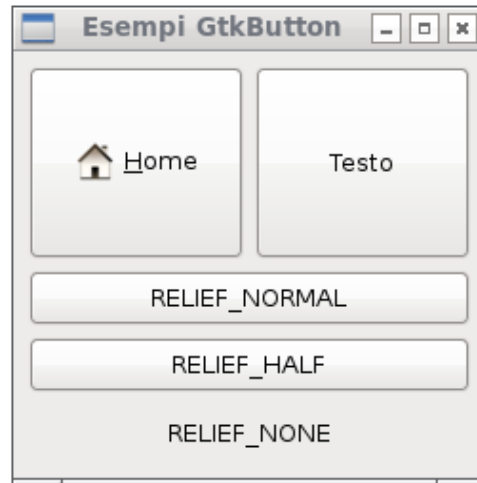 Esempi GtkButton
Home
Testo
RELIEF_NORMAL
RELIEF_HALF
RELIEF_NONE